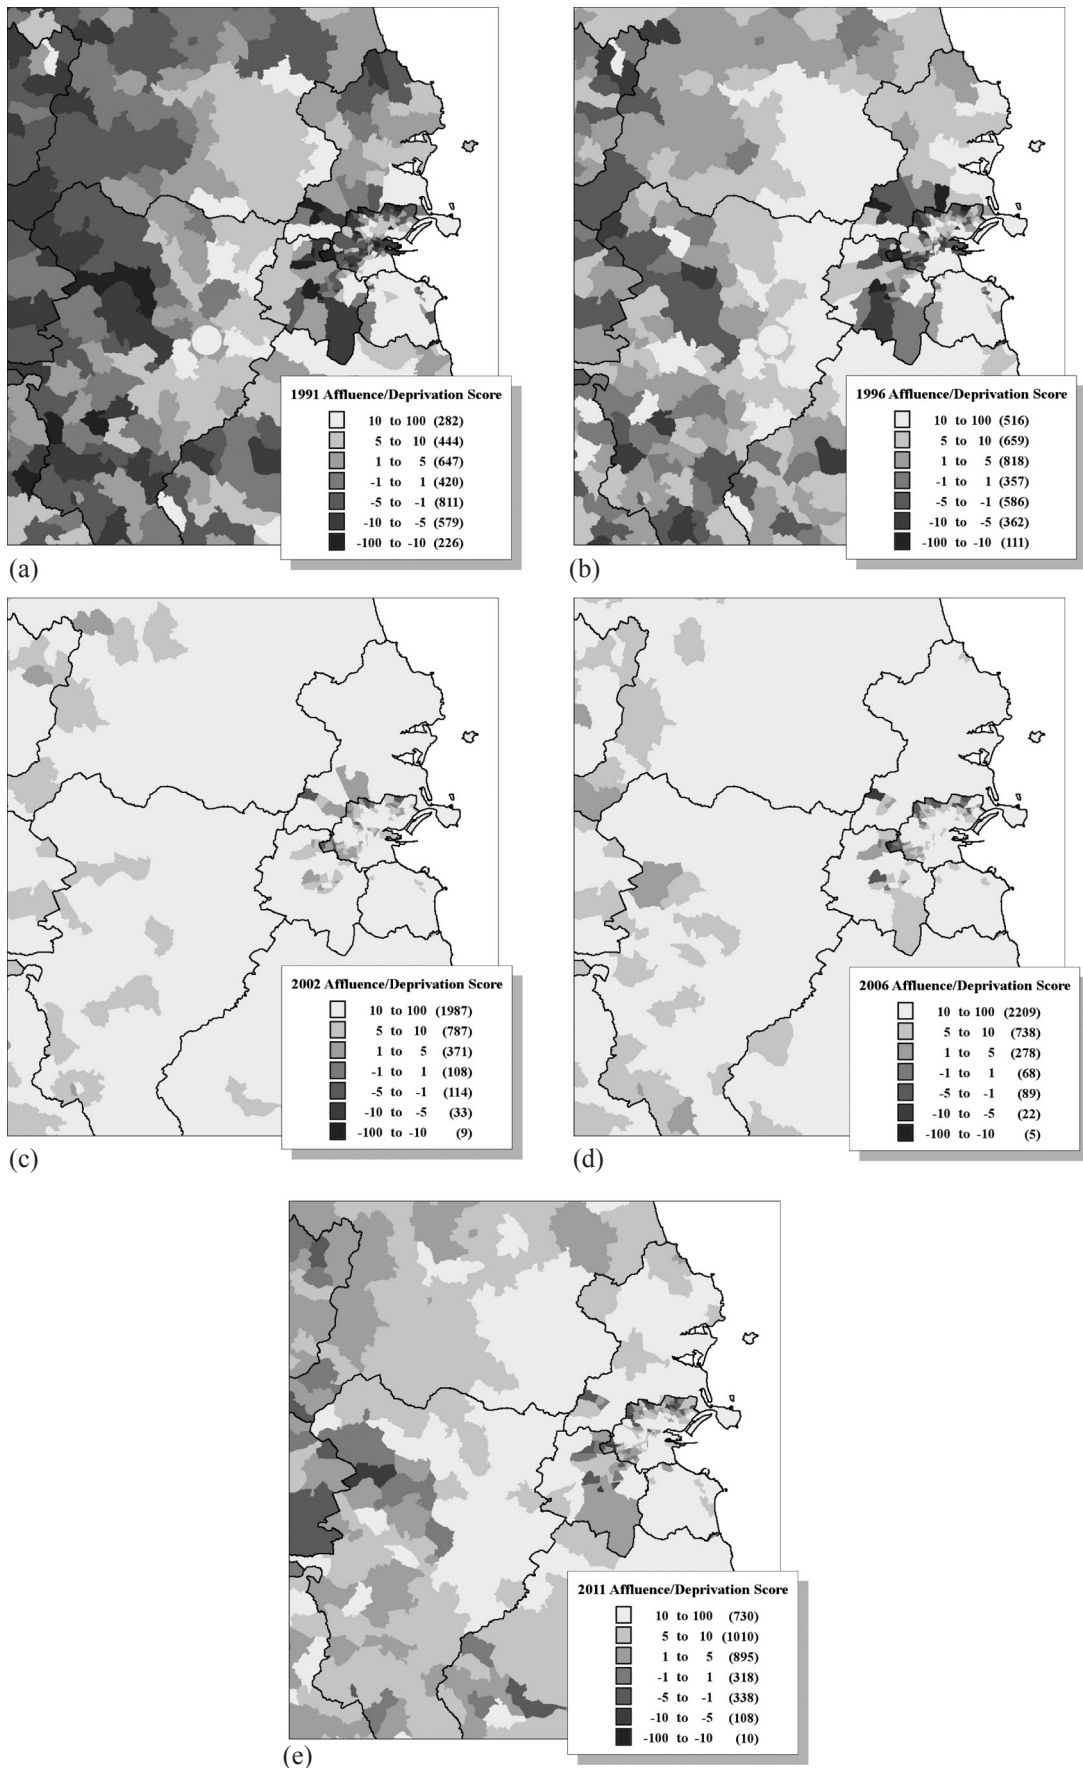 1991 Affluence/Deprivation Score
10 to 100 (282)
5 to 10 (444)
1 to 5 (647)
-1 to 1 (420)
-5 to -1 (811)
-10 to -5 (579)
-100 to -10 (226)
(a)
1996 Affluence/Deprivation Score
10 to 100 (516)
5 to 10 (659)
1 to 5 (818)
-1 to 1 (357)
-5 to -1 (586)
-10 to -5 (362)
-100 to -10 (111)
(b)
2002 Affluence/Deprivation Score
10 to 100 (1987)
5 to 10 (787)
1 to 5 (371)
-1 to 1 (108)
-5 to -1 (114)
-10 to -5 (33)
-100 to -10 (9)
(c)
2006 Affluence/Deprivation Score
10 to 100 (2209)
5 to 10 (738)
1 to 5 (278)
-1 to 1 (68)
-5 to -1 (89)
-10 to -5 (22)
-100 to -10 (5)
(d)
2011 Affluence/Deprivation Score
10 to 100 (730)
5 to 10 (1010)
1 to 5 (895)
-1 to 1 (318)
-5 to -1 (338)
-10 to -5 (108)
-100 to -10 (10)
(e)